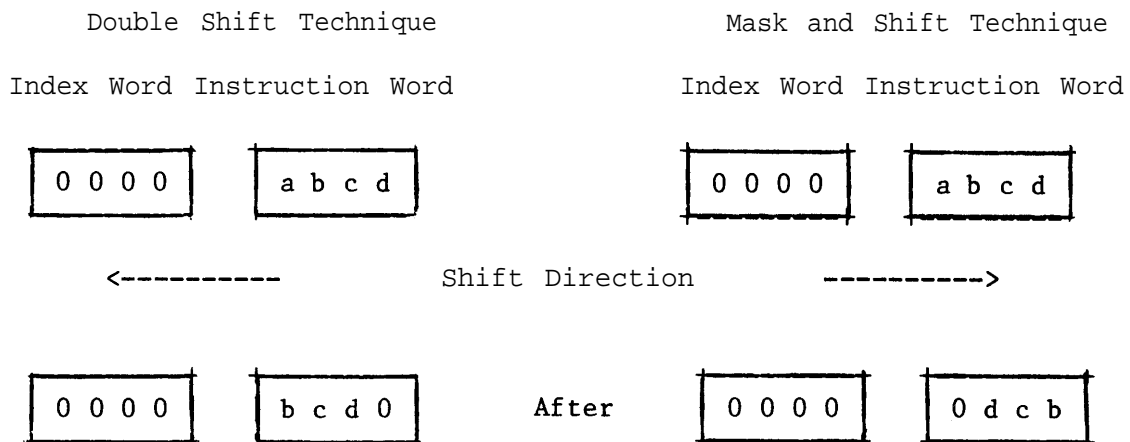 Double Shift Technique Mask and Shift Technique
Index Word Instruction Word Index Word Instruction Word
0 0 0 0 a b c d 0 0 0 0 a b c d
<---------- Shift Direction ---------->
0 0 0 0 b c d 0 After 0 0 0 0 0 d c b